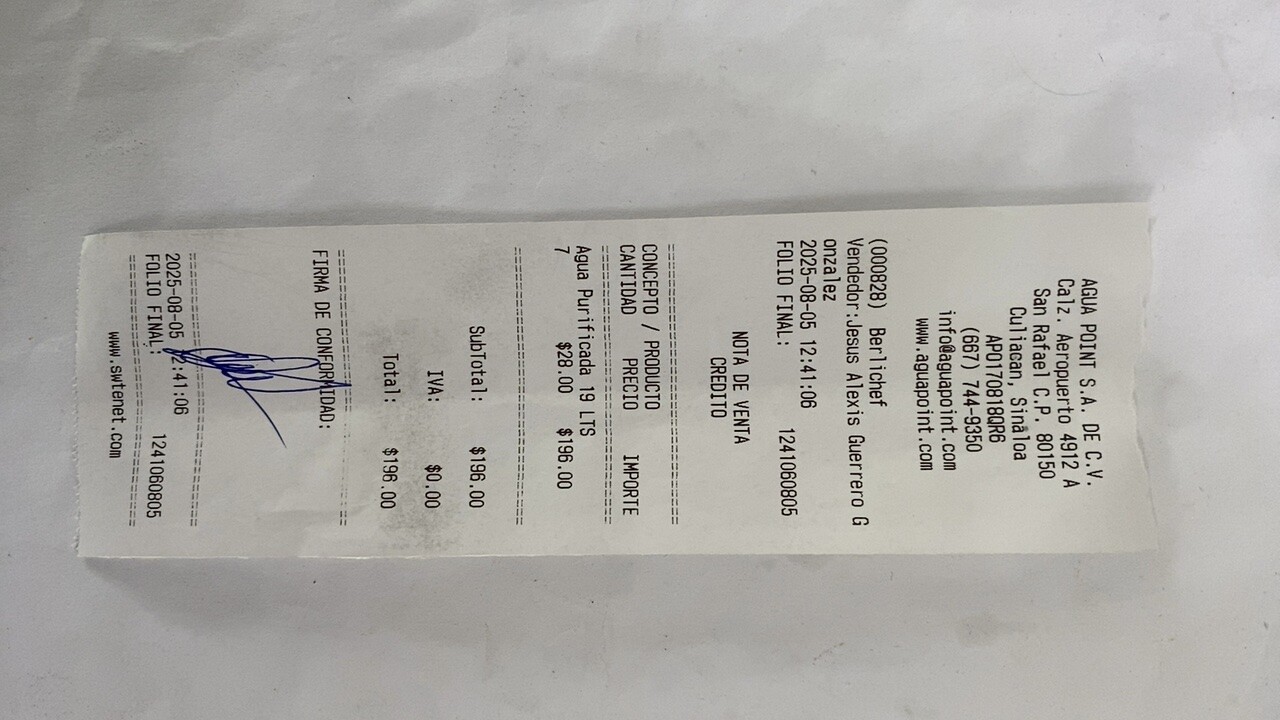 AGUA POINT S.A. DE C.V.
Calz. Aeropuerto 4912 A
San Rafael C.P. 80150
Culiacan, Sinaloa
APO170818QR6
(667) 744-9350
info@aguapoint.com
www.aguapoint.com
(000828) Berlichef
Vendedor:Jesus Alexis Guerrero G
onzalez
2025-08-05 12:41:06
FOLIO FINAL: 1241060805
NOTA DE VENTA
CREDITO
CONCEPTO / PRODUCTO
CANTIDAD PRECIO IMPORTE
Agua Purificada 19 LTS
7 $28.00 $196.00
SubTotal: $196.00
IVA: $0.00
Total: $196.00
FIRMA DE CONFORMIDAD:
2025-08-05 12:41:06
FOLIO FINAL: 1241060805
www.swtenet.com